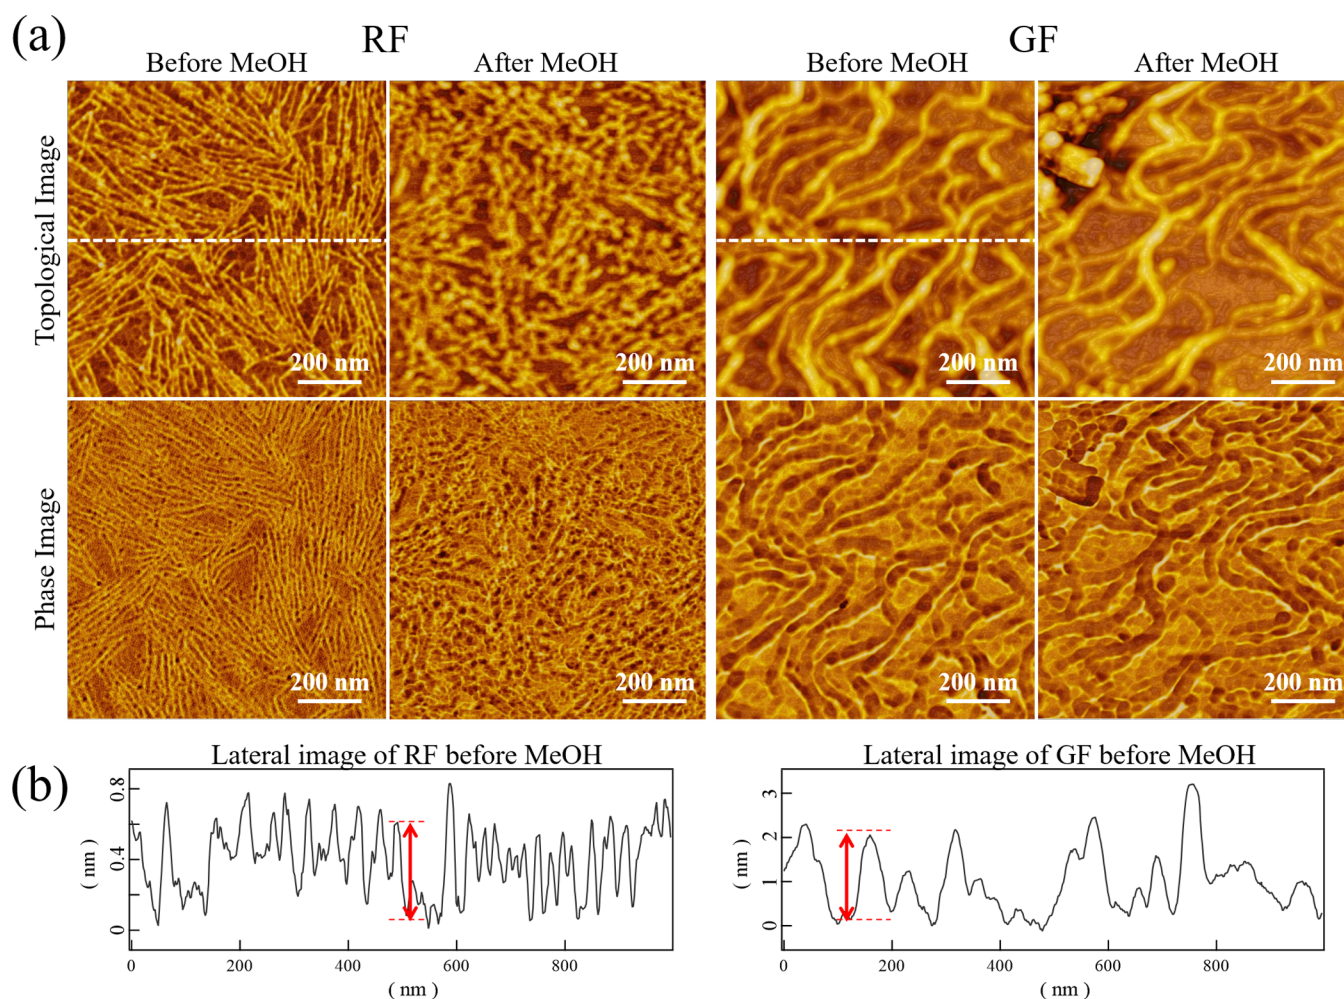 (a)
RF
GF
Before MeOH
After MeOH
Before MeOH
After MeOH
Topological Image
200 nm
200 nm
200 nm
200 nm
Phase Image
200 nm
200 nm
200 nm
200 nm
(b)
Lateral image of RF before MeOH
0.8
0.4
0
( nm )
0 200 400 600 800
( nm )
Lateral image of GF before MeOH
3
2
1
0
( nm )
0 200 400 600 800
( nm )